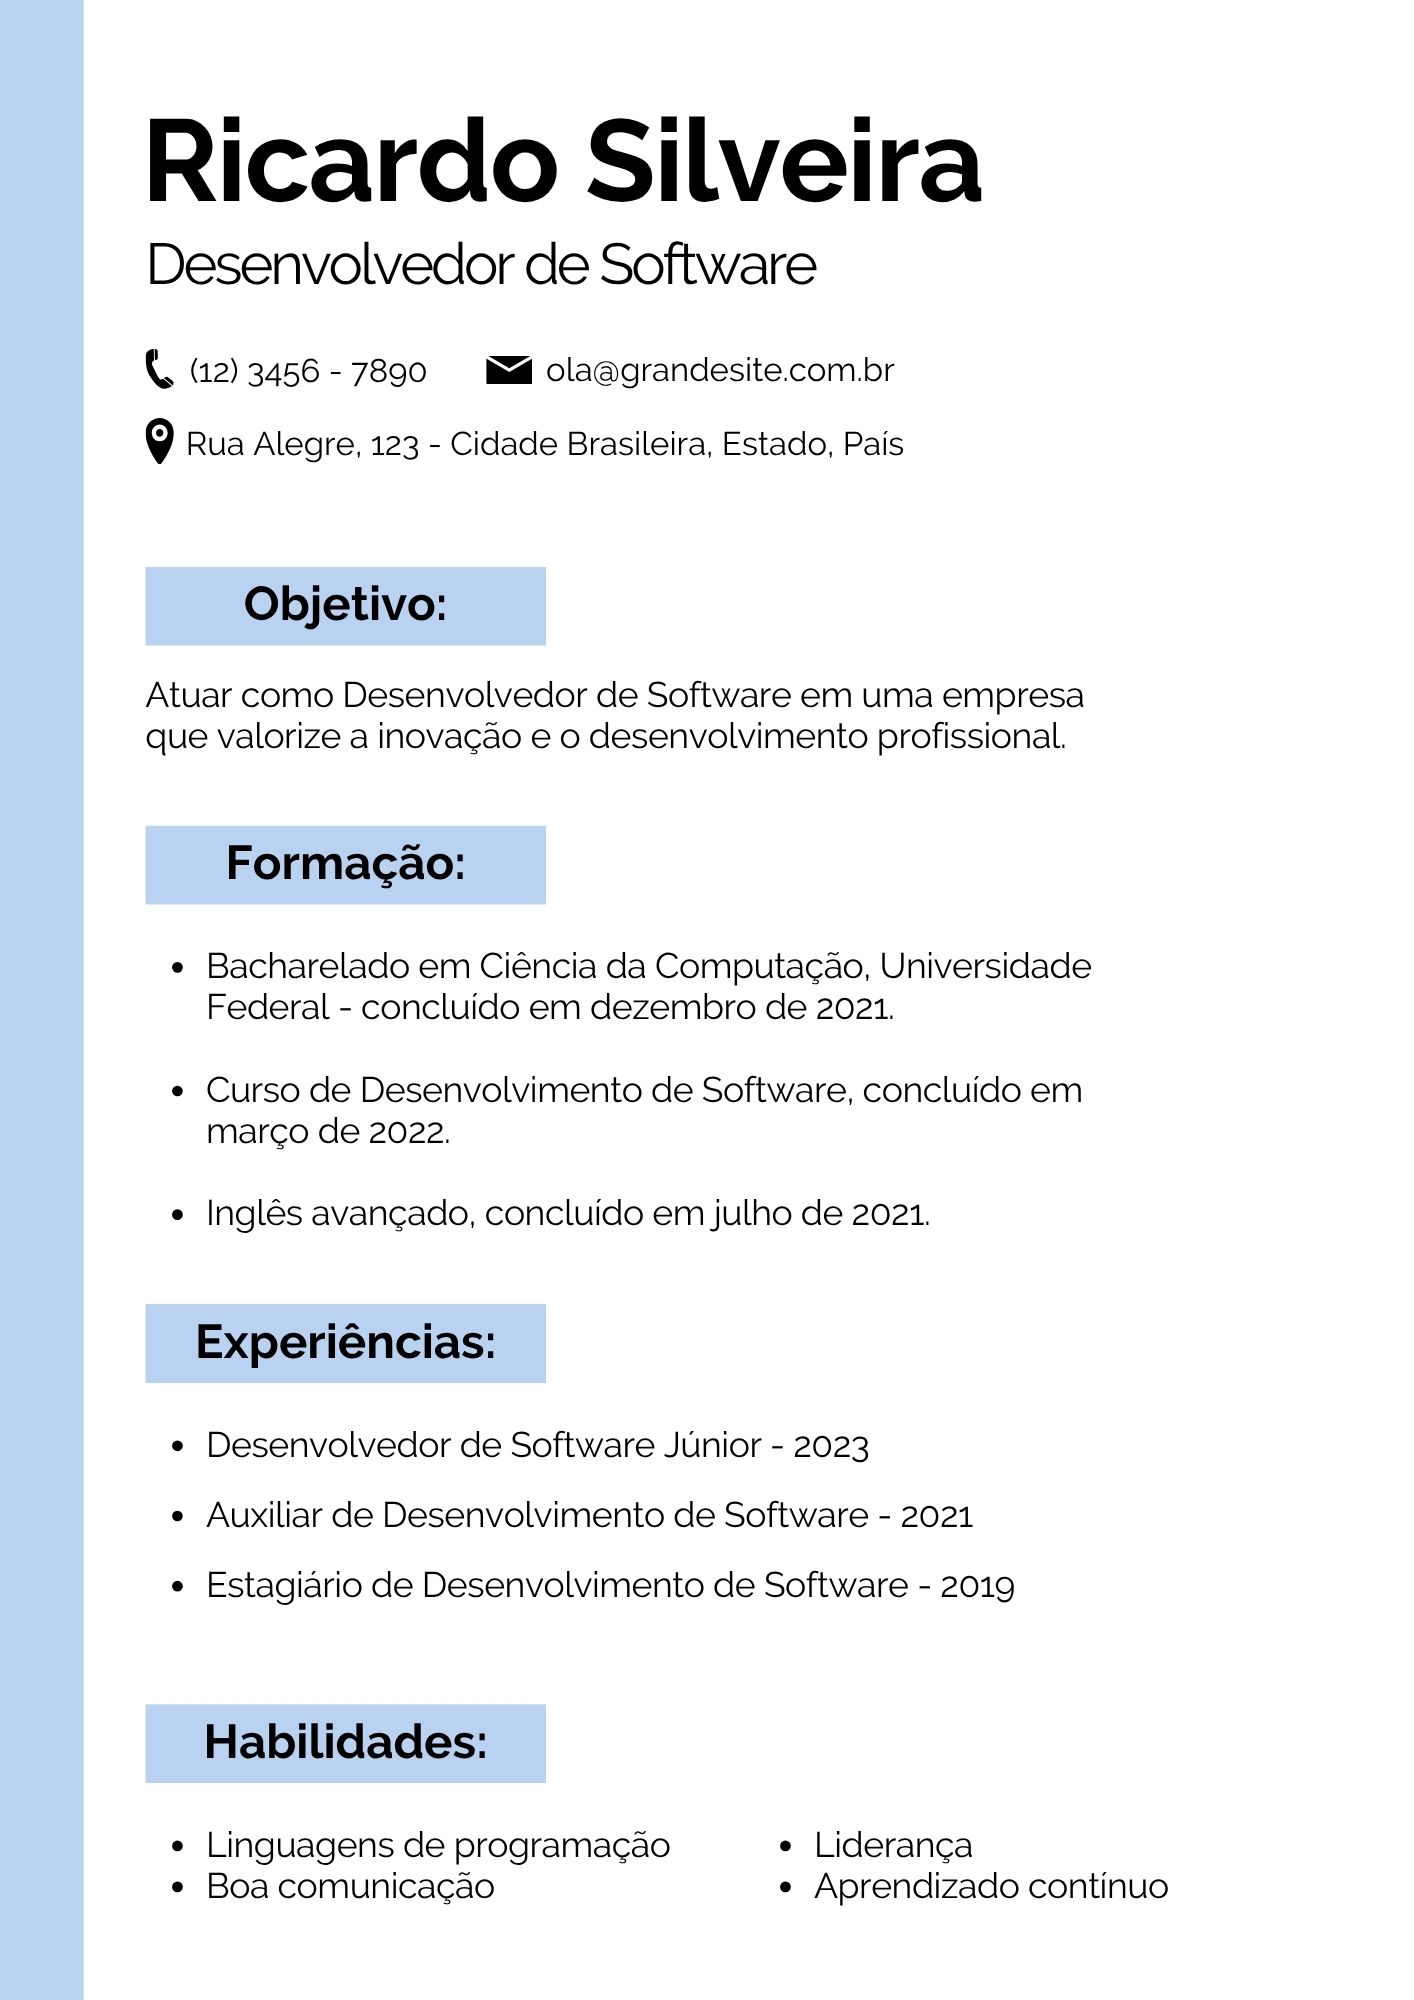 Ricardo Silveira
Desenvolvedor de Software
(12) 3456 - 7890 ola@grandesite.com.br
Rua Alegre, 123 - Cidade Brasileira, Estado, País
Objetivo:
Atuar como Desenvolvedor de Software em uma empresa
que valorize a inovação e o desenvolvimento profissional.
Formação:
• Bacharelado em Ciência da Computação, Universidade
Federal - concluído em dezembro de 2021.
• Curso de Desenvolvimento de Software, concluído em
março de 2022.
• Inglês avançado, concluído em julho de 2021.
Experiências:
• Desenvolvedor de Software Júnior - 2023
• Auxiliar de Desenvolvimento de Software - 2021
• Estagiário de Desenvolvimento de Software - 2019
Habilidades:
• Linguagens de programação
• Boa comunicação
• Liderança
• Aprendizado contínuo